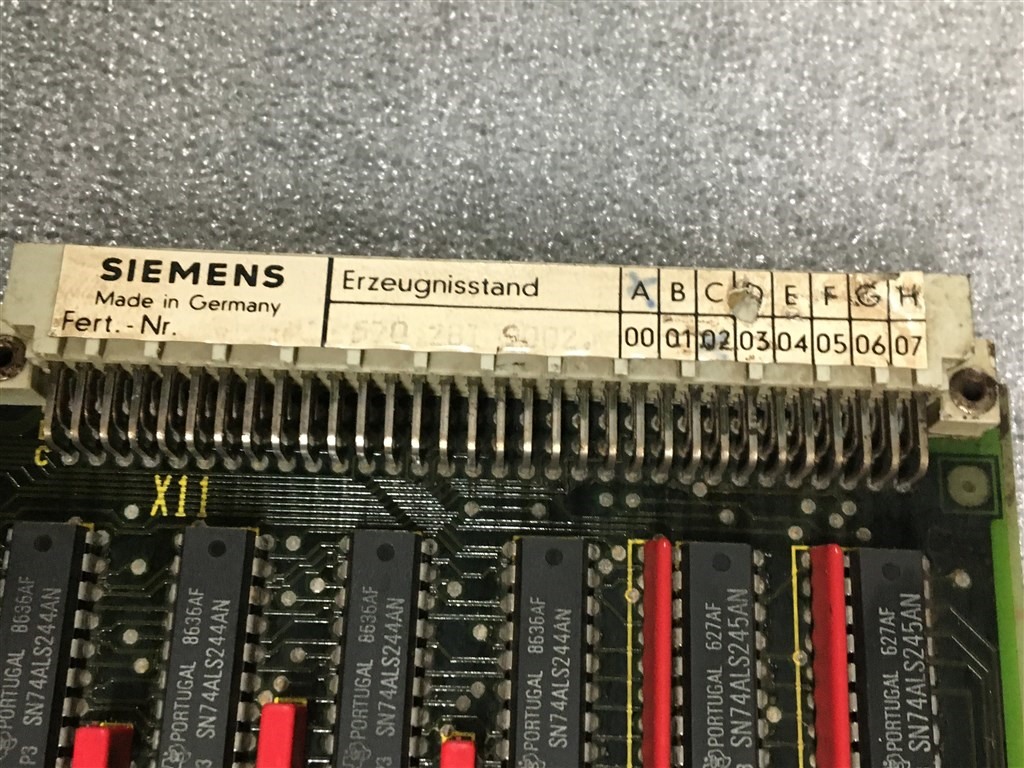 SIEMENS
Made in Germany
Fert.-Nr.
Erzeugnisstand
A B C D E F G H
00 01 02 03 04 05 06 07
C
X11
PORTUGAL 8636AF
SN74ALS244AN
PORTUGAL 8636AF
SN74ALS244AN
PORTUGAL 8636AF
SN74ALS244AN
PORTUGAL 8636AF
SN74ALS244AN
PORTUGAL 627AF
SN74ALS245AN
PORTUGAL 627AF
SN74ALS245AN